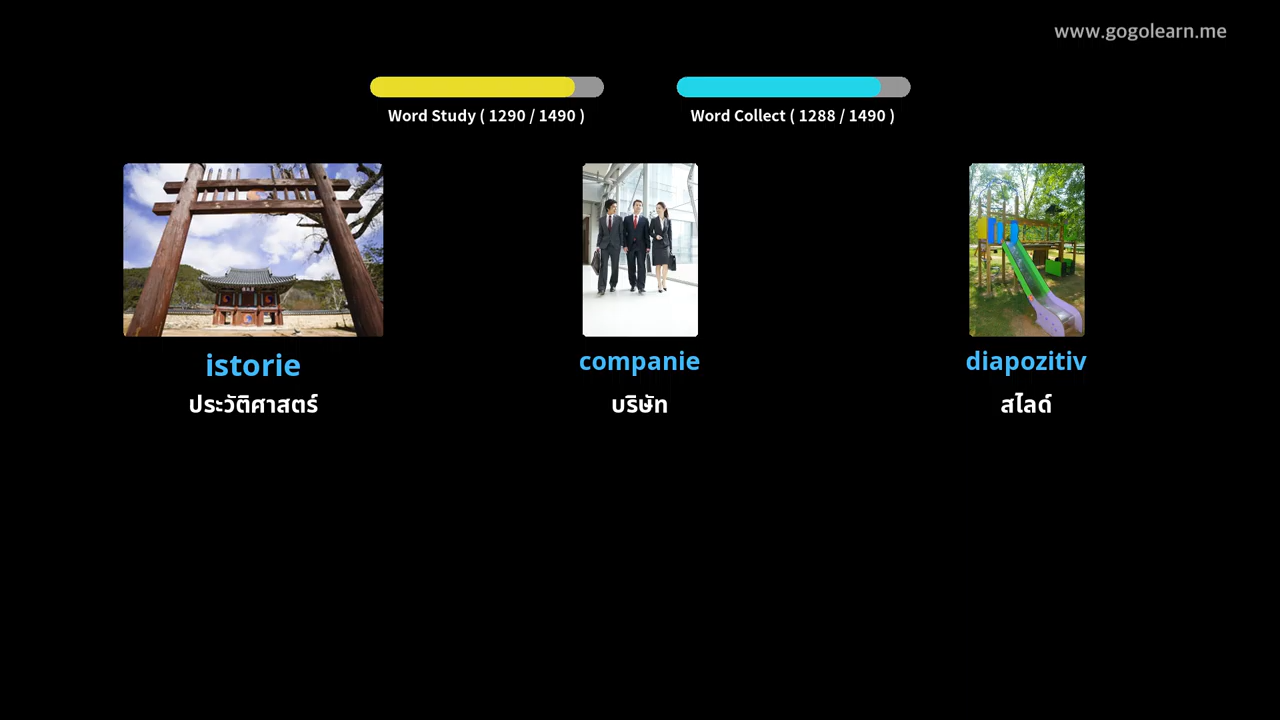 www.gogolearn.me
Word Study ( 1290 / 1490 )
Word Collect ( 1288 / 1490 )
istorie
ประวัติศาสตร์
companie
บริษัท
diapozitiv
สไลด์